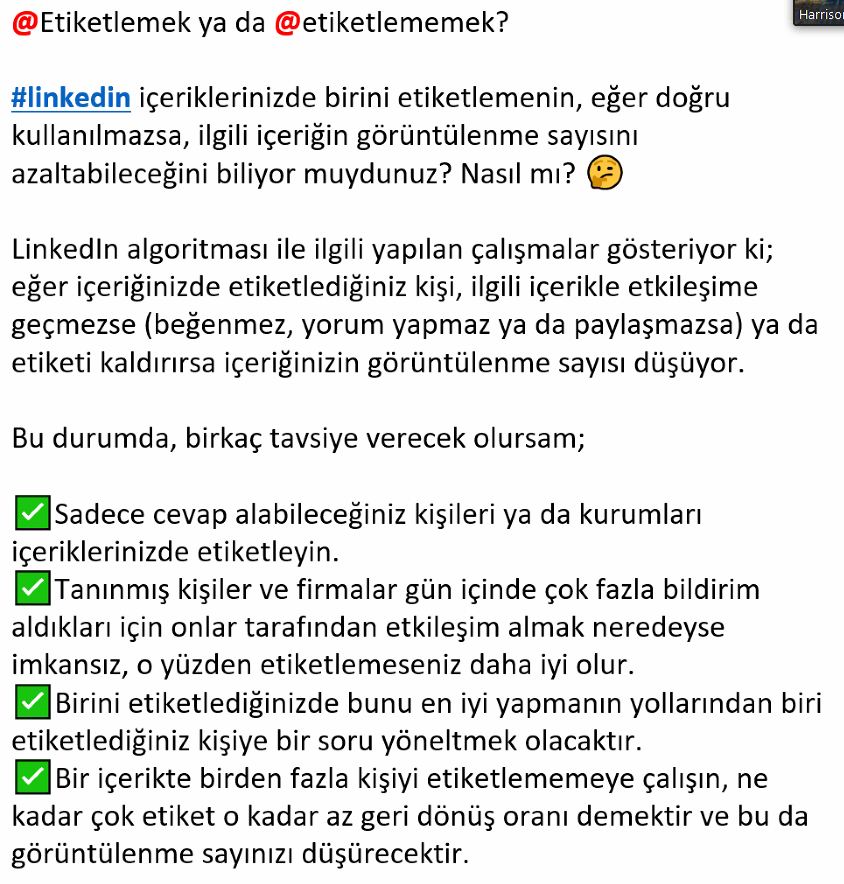 @Etiketlemek ya da @etiketlememek?
#linkedin içeriklerinizde birini etiketlemenin, eğer doğru
kullanılmazsa, ilgili içeriğin görüntülenme sayısını
azaltabileceğini biliyor muydunuz? Nasıl mı? 🤔
LinkedIn algoritması ile ilgili yapılan çalışmalar gösteriyor ki;
eğer içeriğinizde etiketlediğiniz kişi, ilgili içerikle etkileşime
geçmezse (beğenmez, yorum yapmaz ya da paylaşmazsa) ya da
etiketi kaldırırsa içeriğinizin görüntülenme sayısı düşüyor.
Bu durumda, birkaç tavsiye verecek olursam;
✅Sadece cevap alabileceğiniz kişileri ya da kurumları
içeriklerinizde etiketleyin.
✅Tanınmış kişiler ve firmalar gün içinde çok fazla bildirim
aldıkları için onlar tarafından etkileşim almak neredeyse
imkansız, o yüzden etiketlemeseniz daha iyi olur.
✅Birini etiketlediğinizde bunu en iyi yapmanın yollarından biri
etiketlediğiniz kişiye bir soru yöneltmek olacaktır.
✅Bir içerikte birden fazla kişiyi etiketlememeye çalışın, ne
kadar çok etiket o kadar az geri dönüş oranı demektir ve bu da
görüntülenme sayınızı düşürecektir.